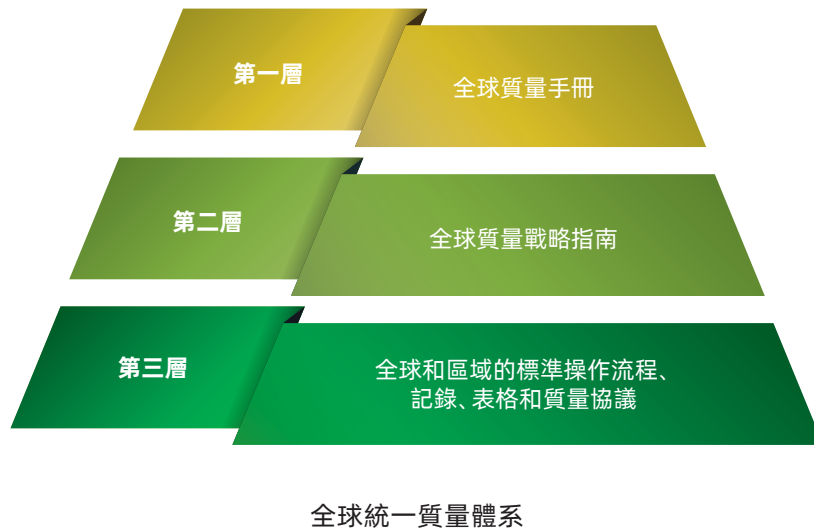 第一層
全球質量手冊
第二層
全球質量戰略指南
第三層
全球和區域的標準操作流程、
記錄、表格和質量協議
全球統一質量體系